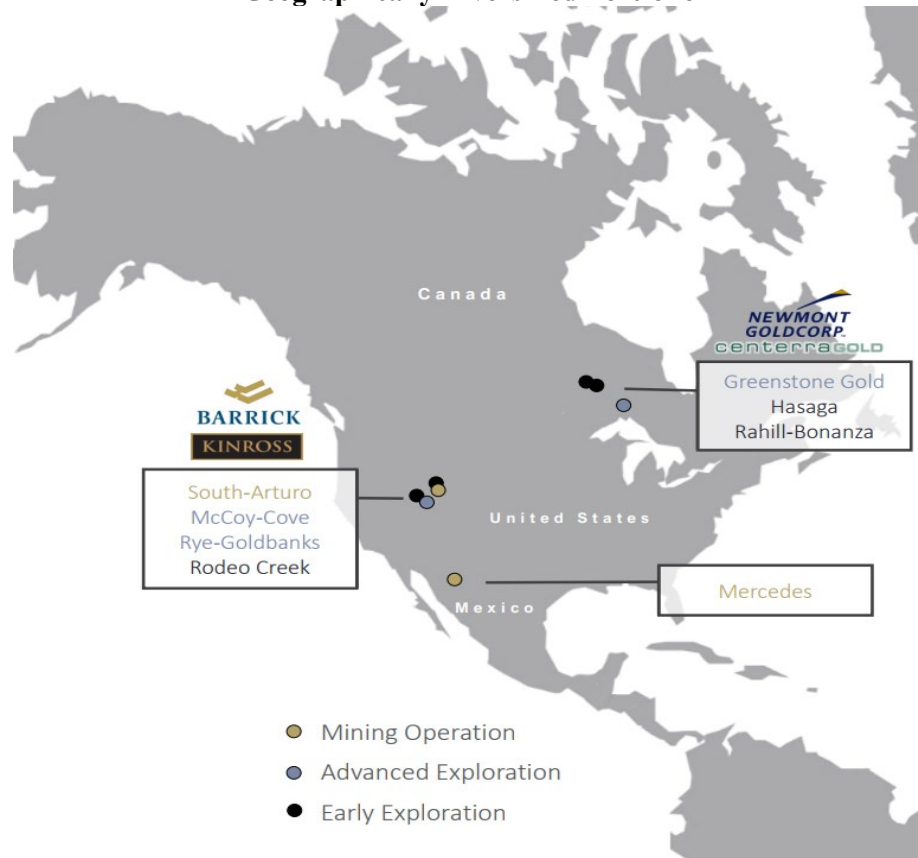 Canada
NEWMONT
GOLDCORP
centerraGOLD
Greenstone Gold
Hasaga
Rahill-Bonanza
BARRICK
KINROSS
South-Arturo
McCoy-Cove
Rye-Goldbanks
Rodeo Creek
United States
Mercedes
Mexico
Mining Operation
Advanced Exploration
Early Exploration